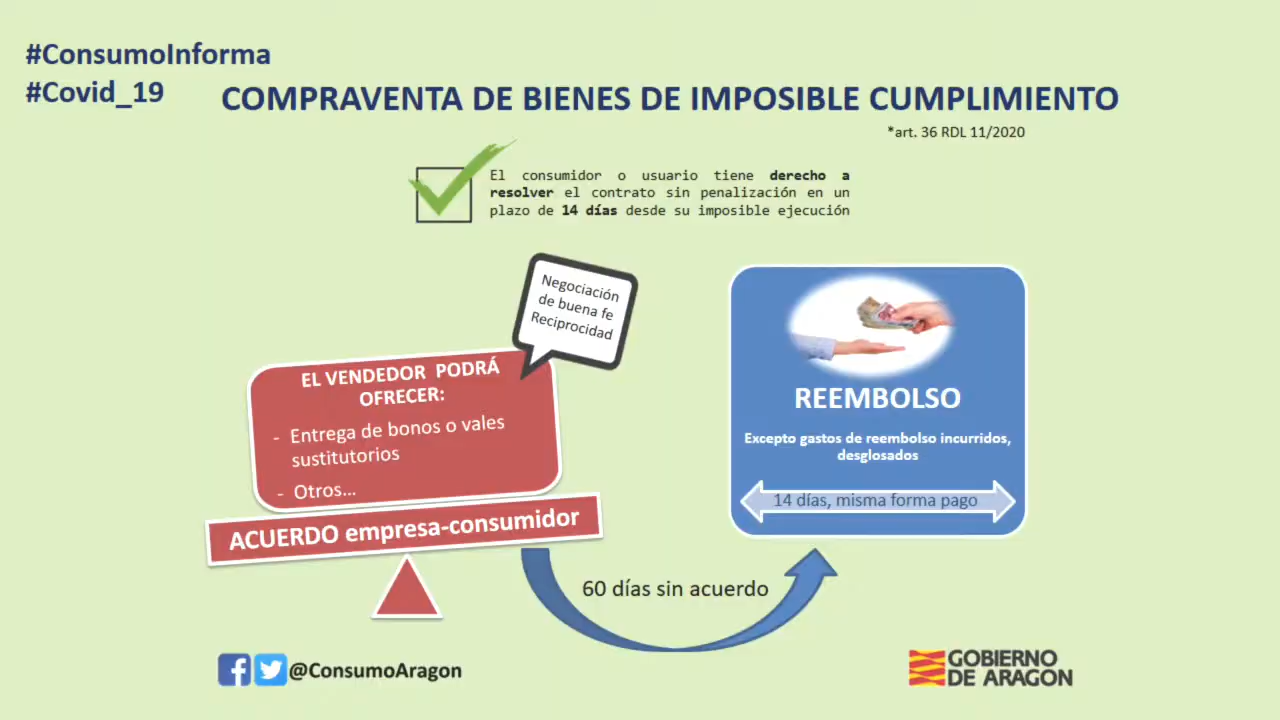 #ConsumoInforma
#Covid_19
COMPRAVENTA DE BIENES DE IMPOSIBLE CUMPLIMIENTO
*art. 36 RDL 11/2020
El consumidor o usuario tiene derecho a
resolver el contrato sin penalización en un
plazo de 14 días desde su imposible ejecución
Negociación
de buena fe
Reciprocidad
EL VENDEDOR PODRÁ
OFRECER:
- Entrega de bonos o vales
sustitutorios
- Otros...
ACUERDO empresa-consumidor
REEMBOLSO
Excepto gastos de reembolso incurridos,
desglosados
14 días, misma forma pago
60 días sin acuerdo
@ConsumoAragon
GOBIERNO
DE ARAGON